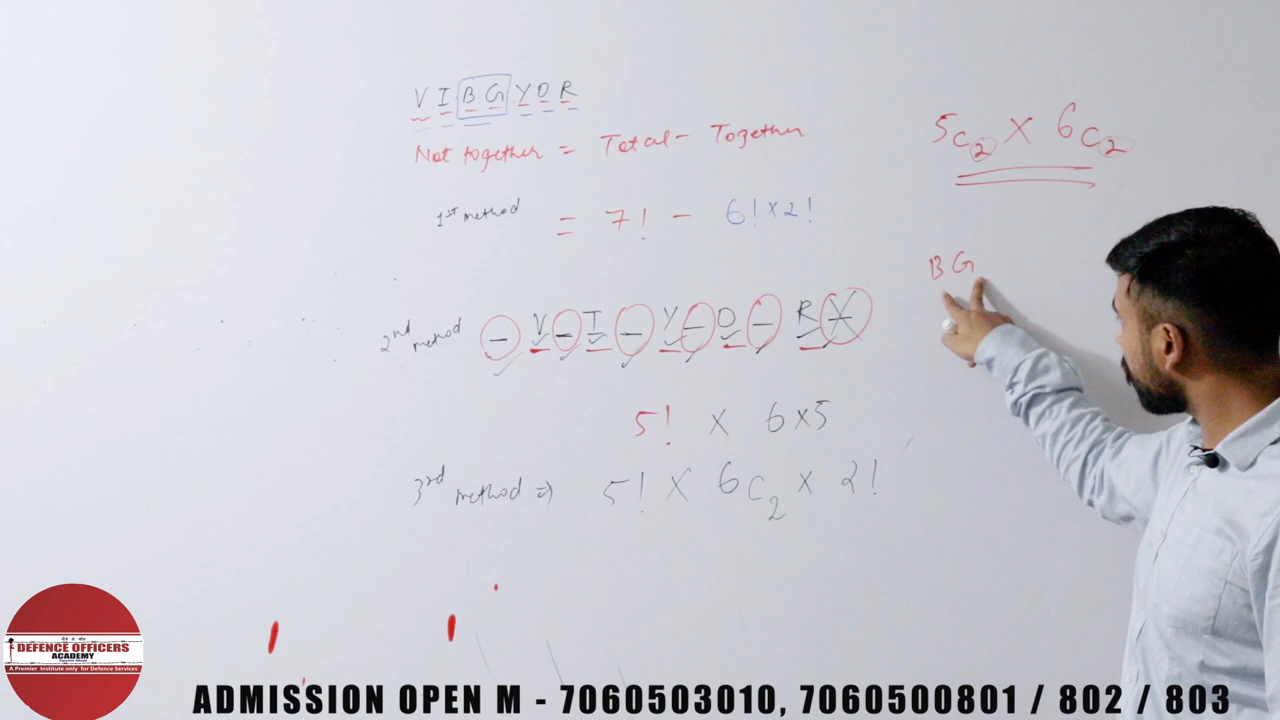 V I B G Y O R
Not together = Total - Together
1st method = 7! - 6! x 2!
2nd method _ V _ I _ Y _ O _ R _
5! x 6 x 5
3rd method => 5! x 6c2 x 2!
5c2 x 6c2
B G
DEFENCE OFFICERS
ACADEMY
A Premier Institute only for Defence Services
ADMISSION OPEN M - 7060503010, 7060500801 / 802 / 803